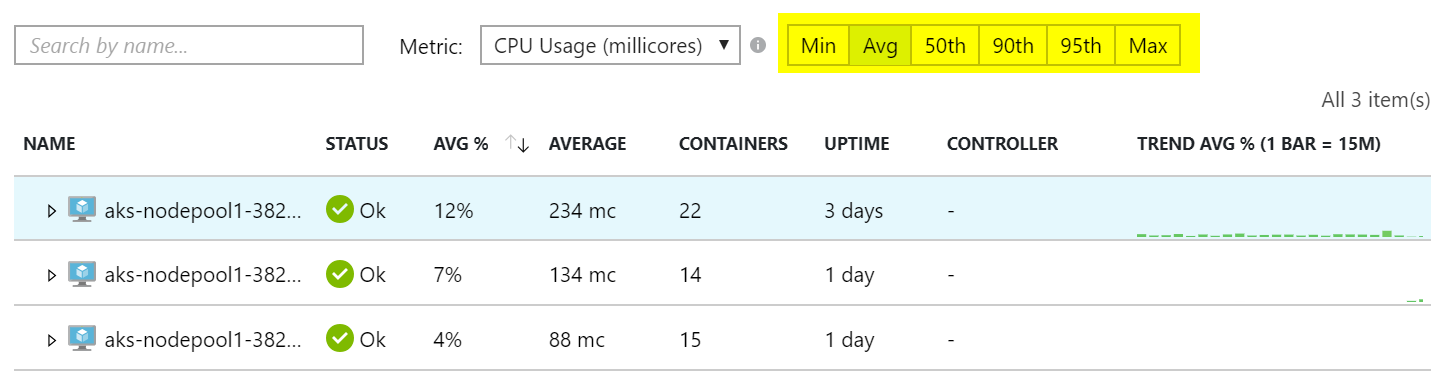 Search by name... Metric: CPU Usage (millicores) Min Avg 50th 90th 95th Max
All 3 item(s)
NAME STATUS AVG % AVERAGE CONTAINERS UPTIME CONTROLLER TREND AVG % (1 BAR = 15M)
aks-nodepool1-382... Ok 12% 234 mc 22 3 days -
aks-nodepool1-382... Ok 7% 134 mc 14 1 day -
aks-nodepool1-382... Ok 4% 88 mc 15 1 day -